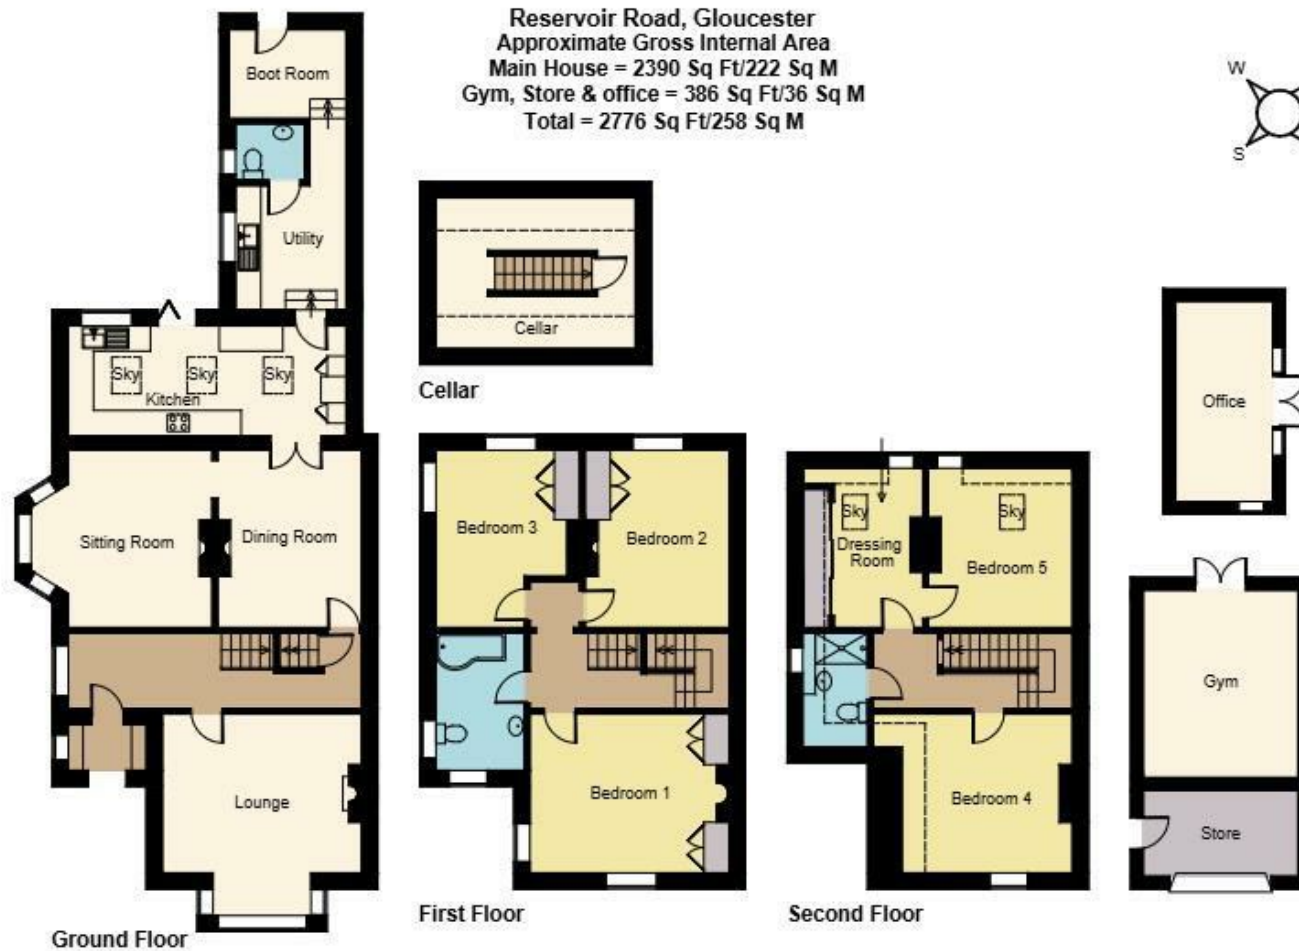 Reservoir Road, Gloucester
Approximate Gross Internal Area
Main House = 2390 Sq Ft/222 Sq M
Gym, Store & office = 386 Sq Ft/36 Sq M
Total = 2776 Sq Ft/258 Sq M
W
S
Boot Room
Utility
Sky
Sky
Sky
Kitchen
Sitting Room
Dining Room
Lounge
Ground Floor
Cellar
Cellar
Bedroom 3
Bedroom 2
Bedroom 1
First Floor
Sky
Sky
Dressing
Room
Bedroom 5
Bedroom 4
Second Floor
Office
Gym
Store